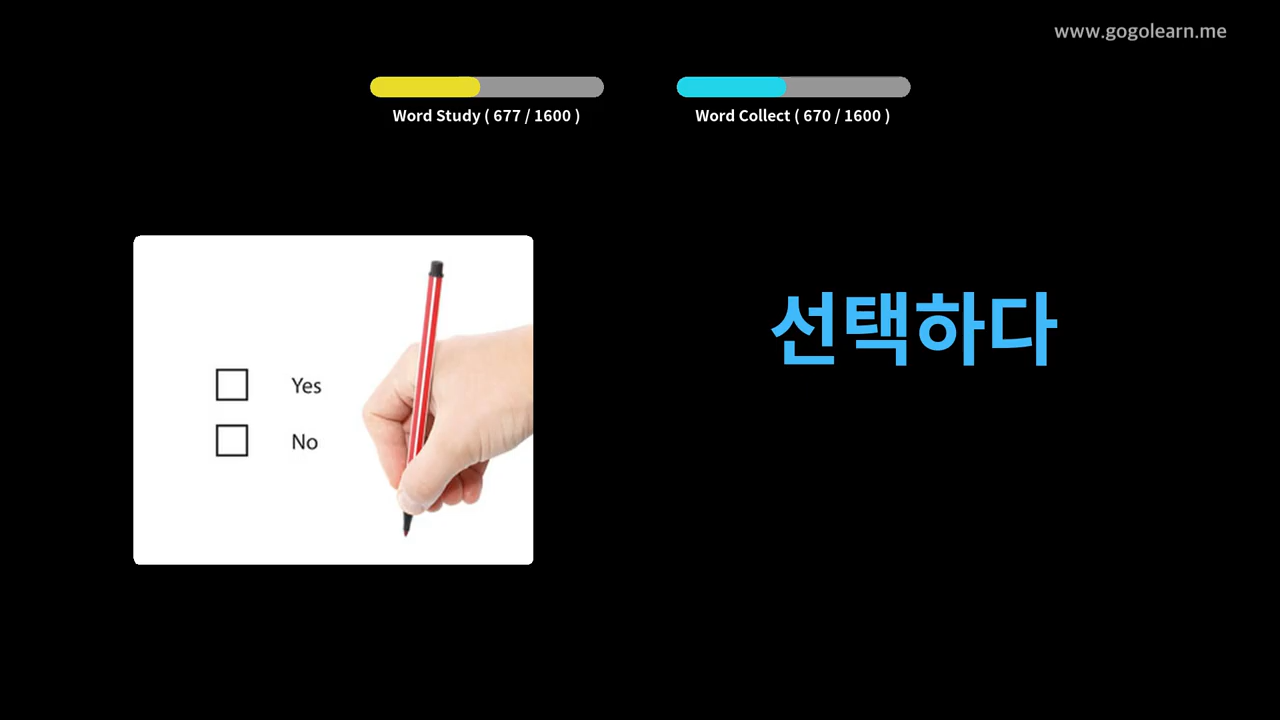 www.gogolearn.me
Word Study ( 677 / 1600 )
Word Collect ( 670 / 1600 )
선택하다
Yes
No